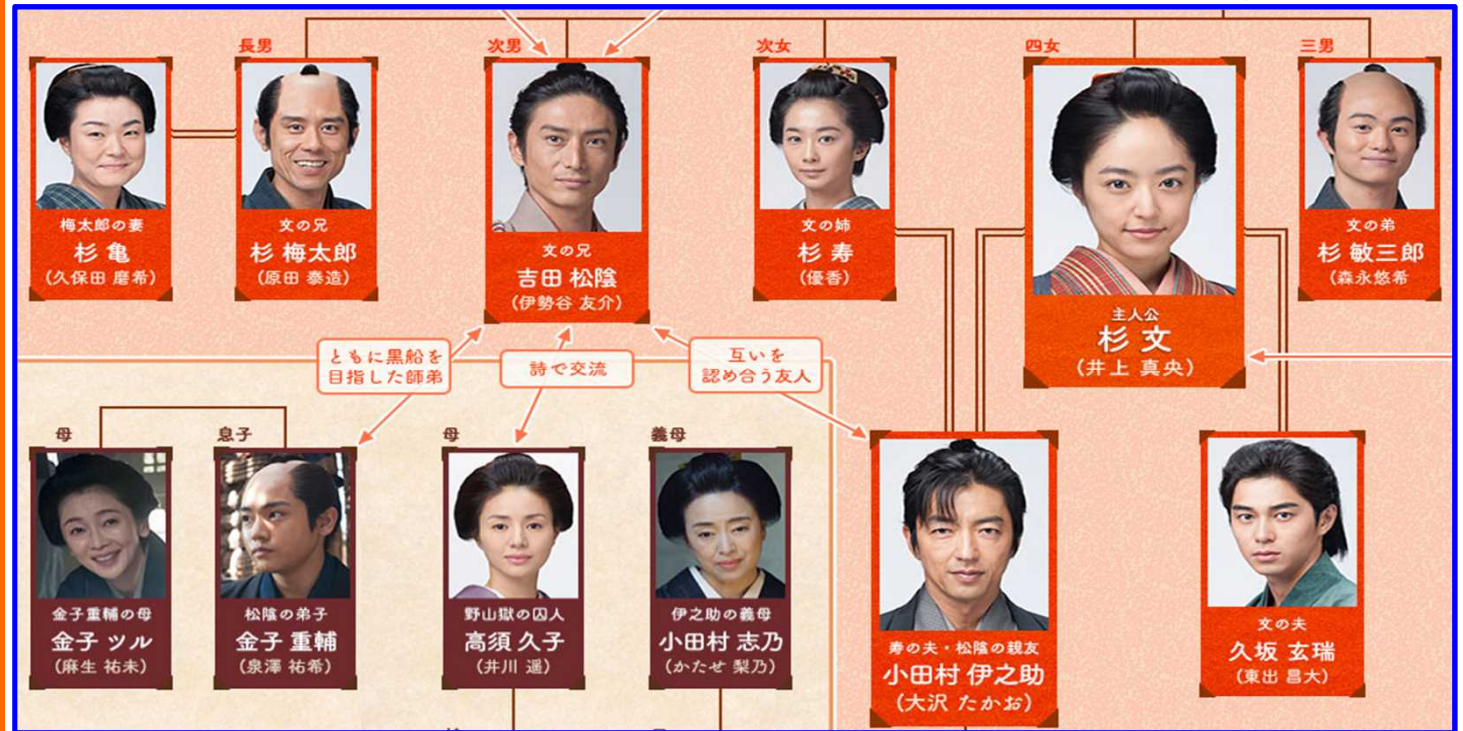 長男
次男
次女
四女
三男
梅太郎の妻
杉 亀
(久保田 磨希)
文の兄
杉 梅太郎
(原田 泰造)
文の兄
吉田 松陰
(伊勢谷 友介)
文の姉
杉 寿
(優香)
主人公
杉 文
(井上 真央)
文の弟
杉 敏三郎
(森永悠希
ともに黒船を
目指した師弟
詩で交流
互いを
認め合う友人
母
息子
母
義母
金子重輔の母
金子 ツル
(麻生 祐未)
松陰の弟子
金子 重輔
(泉澤 祐希)
野山獄の囚人
高須 久子
(井川 遥)
伊之助の義母
小田村 志乃
(かたせ 梨乃)
寿の夫・松陰の親友
小田村 伊之助
(大沢 たかお)
文の夫
久坂 玄瑞
(東出 昌大)